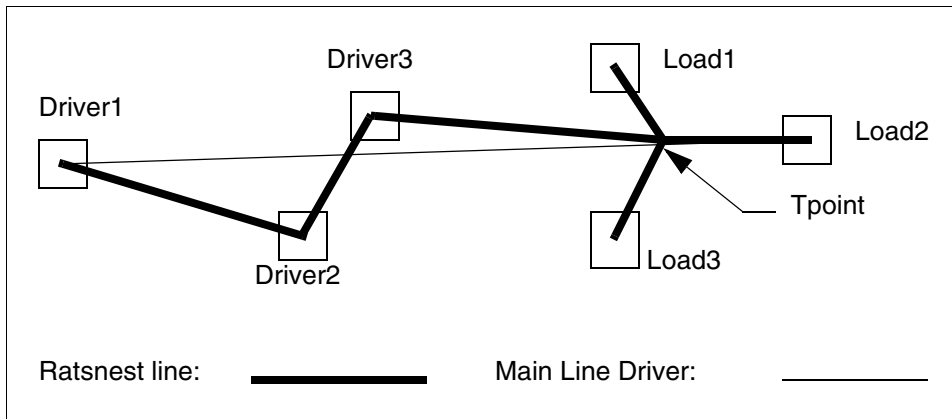 Driver3
Load1
Driver1
Load2
Tpoint
Load3
Driver2
Ratsnest line:
Main Line Driver: